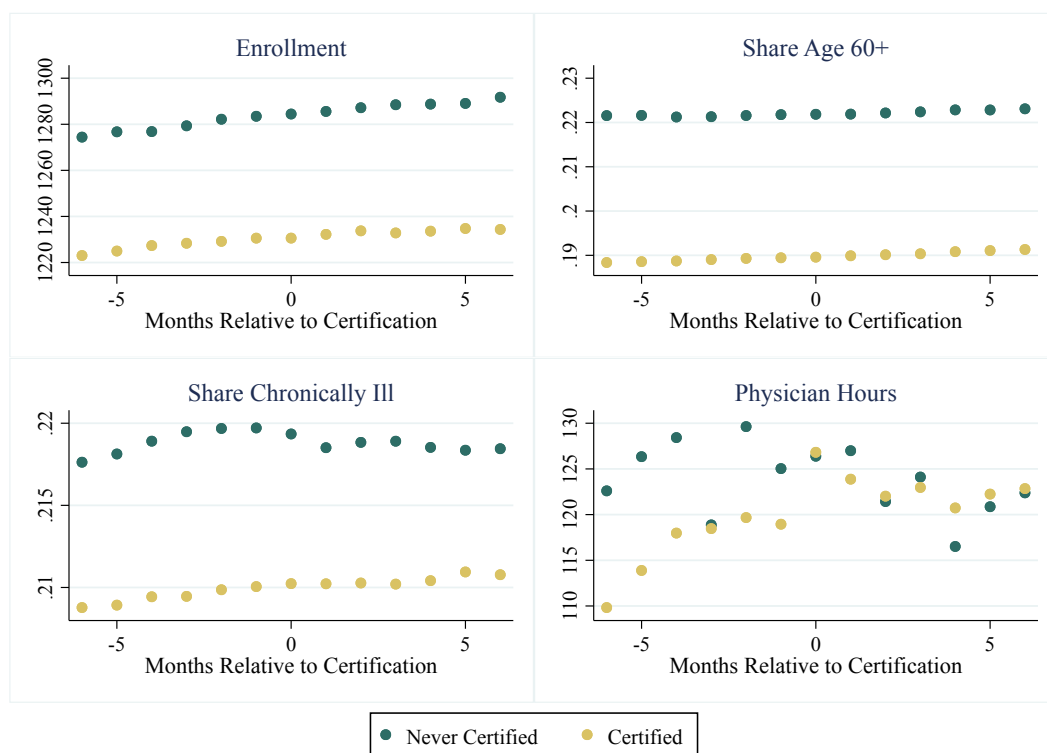 Enrollment
1300
1280
1260
1240
1220
-5 0 5
Months Relative to Certification
Share Age 60+
.23
.22
.21
.2
.19
-5 0 5
Months Relative to Certification
Share Chronically Ill
.22
.215
.21
-5 0 5
Months Relative to Certification
Physician Hours
130
125
120
115
110
-5 0 5
Months Relative to Certification
Never Certified Certified